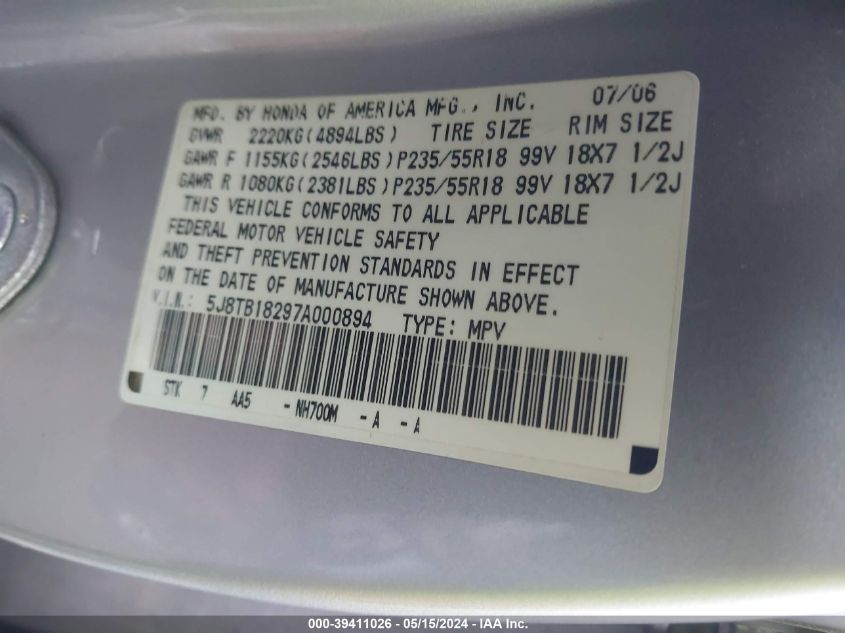 MFD. BY HONDA OF AMERICA MFG., INC. 07/06
GVWR 2220KG(4894LBS) TIRE SIZE RIM SIZE
GAWR F 1155KG(2546LBS)P235/55R18 99V 18X7 1/2J
GAWR R 1080KG(2381LBS)P235/55R18 99V 18X7 1/2J
THIS VEHICLE CONFORMS TO ALL APPLICABLE
FEDERAL MOTOR VEHICLE SAFETY
AND THEFT PREVENTION STANDARDS IN EFFECT
ON THE DATE OF MANUFACTURE SHOWN ABOVE.
V.I.N.: 5J8TB18297A000894 TYPE: MPV
STK 7 AA5 -NH700M -A -A
000-39411026 - 05/15/2024 - IAA Inc.